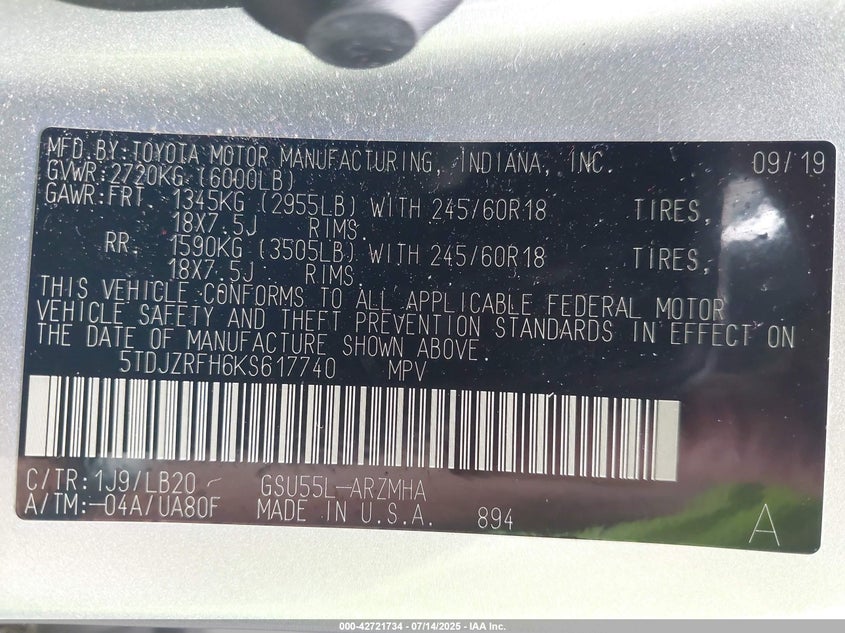 MFD.BY:TOYOTA MOTOR MANUFACTURING, INDIANA, INC. 09/19
GVWR:2720KG (6000LB)
GAWR:FRT. 1345KG (2955LB) WITH 245/60R18 TIRES,
18X7.5J RIMS
RR. 1590KG (3505LB) WITH 245/60R18 TIRES,
18X7.5J RIMS.
THIS VEHICLE CONFORMS TO ALL APPLICABLE FEDERAL MOTOR
VEHICLE SAFETY AND THEFT PREVENTION STANDARDS IN EFFECT ON
THE DATE OF MANUFACTURE SHOWN ABOVE.
5TDJZRFH6KS617740 MPV
C/TR:1J9/LB20 GSU55L-ARZMHA
A/TM:-04A/UA80F MADE IN U.S.A. 894 A
000-42721734 - 07/14/2025 - IAA Inc.